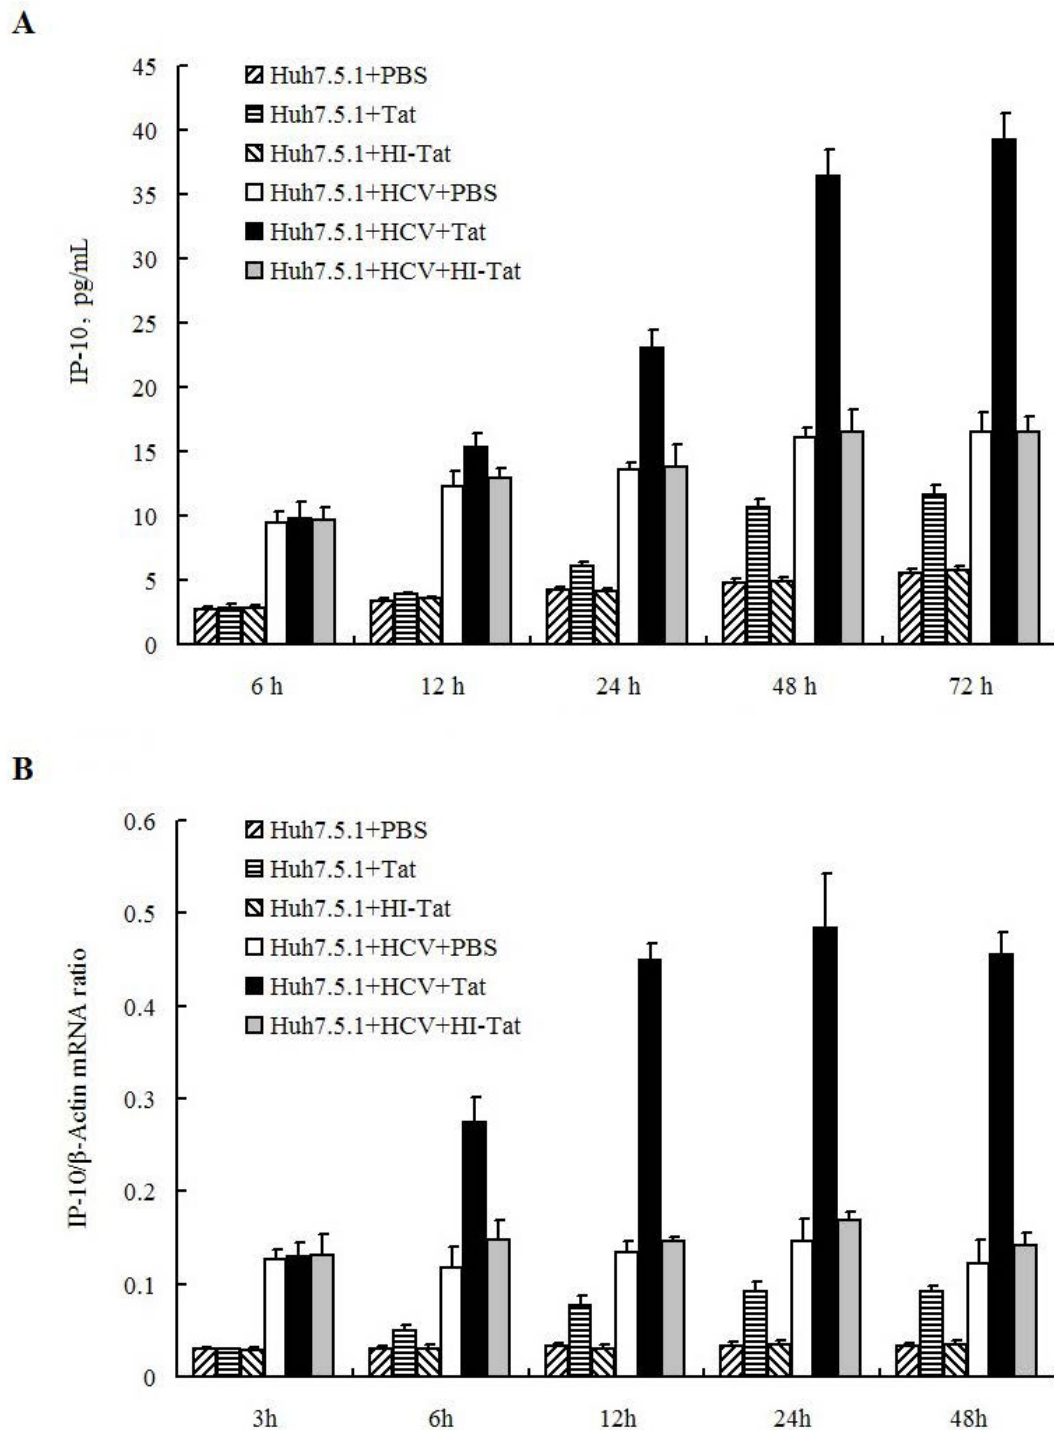 A
45
Huh7.5.1+PBS
40
Huh7.5.1+Tat
Huh7.5.1+HI-Tat
35
Huh7.5.1+HCV+PBS
Huh7.5.1+HCV+Tat
30
Huh7.5.1+HCV+HI-Tat
IP-10, pg/mL
25
20
15
10
5
0
6 h 12 h 24 h 48 h 72 h
B
0.6
Huh7.5.1+PBS
Huh7.5.1+Tat
0.5
Huh7.5.1+HI-Tat
Huh7.5.1+HCV+PBS
Huh7.5.1+HCV+Tat
0.4
Huh7.5.1+HCV+HI-Tat
IP-10/β-Actin mRNA ratio
0.3
0.2
0.1
0
3h 6h 12h 24h 48h